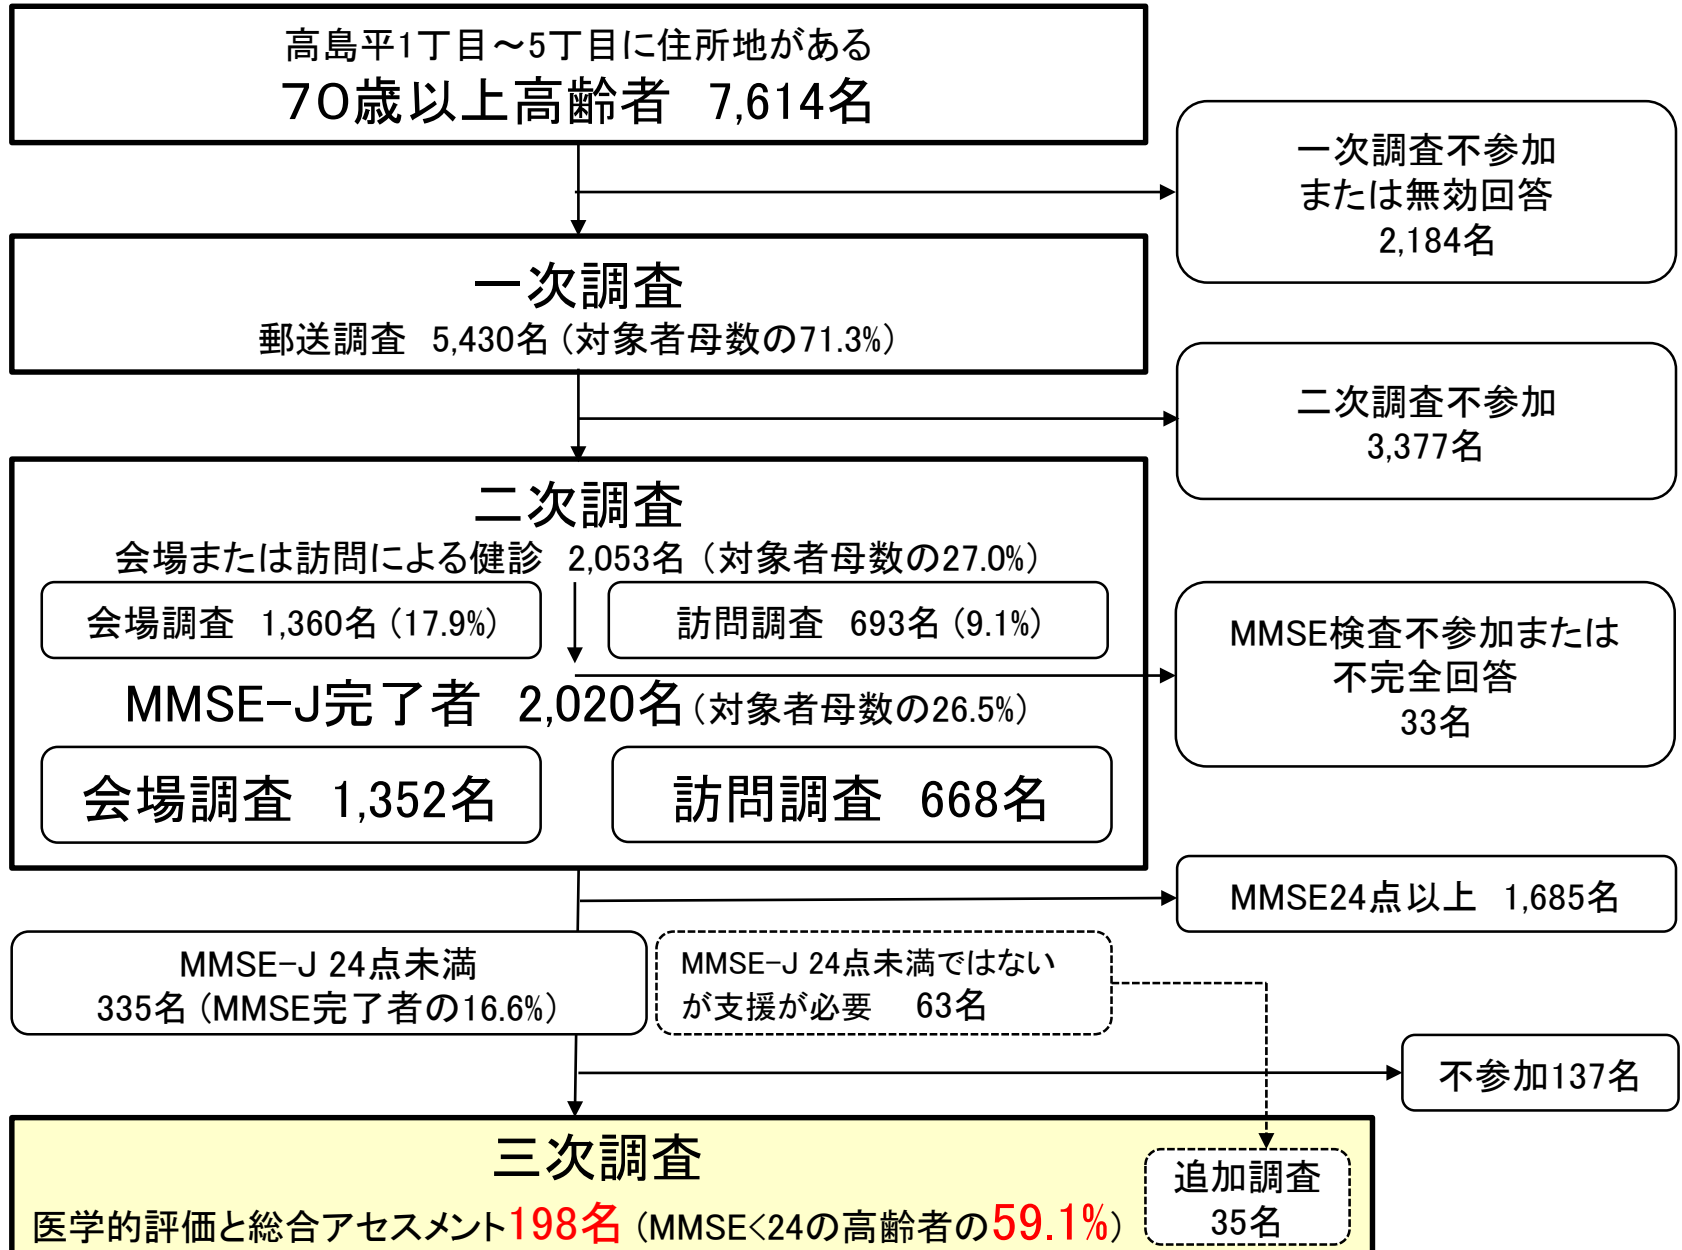 高島平1丁目～5丁目に住所地がある
７０歳以上高齢者　7,614名
一次調査不参加
または無効回答
2,184名
一次調査
郵送調査　5,430名（対象者母数の71.3%）
二次調査不参加
3,377名
二次調査
会場または訪問による健診　2,053名（対象者母数の27.0%）
会場調査　1,360名（17.9%）
訪問調査　693名（9.1%）
MMSE検査不参加または
不完全回答
33名
MMSE-J完了者　2,020名（対象者母数の26.5%）
会場調査　1,352名
訪問調査　668名
MMSE24点以上　1,685名
MMSE-J 24点未満
335名（MMSE完了者の16.6%）
MMSE-J 24点未満ではない
が支援が必要　63名
不参加137名
三次調査
医学的評価と総合アセスメント198名（MMSE<24の高齢者の59.1%）
追加調査
35名